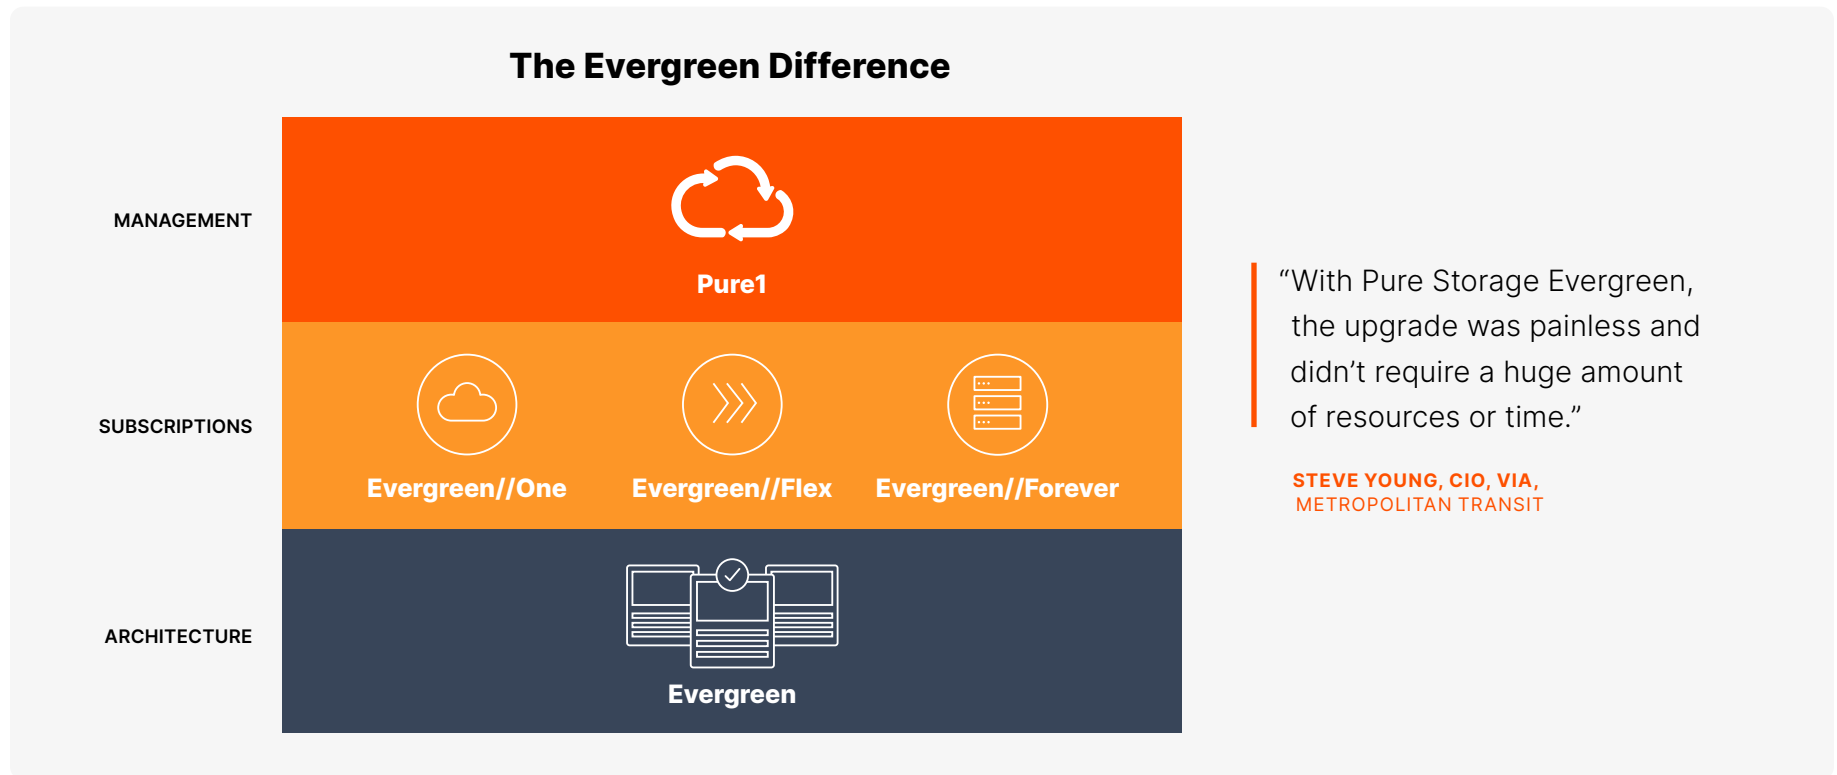 The Evergreen Difference
MANAGEMENT
Pure1
SUBSCRIPTIONS
Evergreen//One
Evergreen//Flex
Evergreen//Forever
ARCHITECTURE
Evergreen
“With Pure Storage Evergreen,
the upgrade was painless and
didn’t require a huge amount
of resources or time.”
STEVE YOUNG, CIO, VIA,
METROPOLITAN TRANSIT